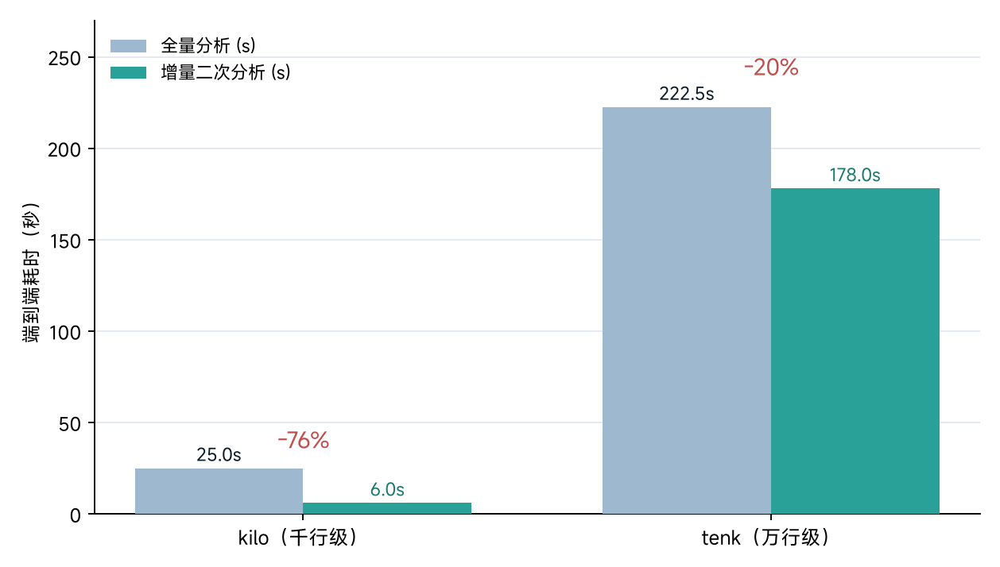 全量分析 (s)
增量二次分析 (s)
端到端耗时（秒）
250
200
150
100
50
0
-20%
222.5s
178.0s
-76%
25.0s
6.0s
kilo（千行级）
tenk（万行级）